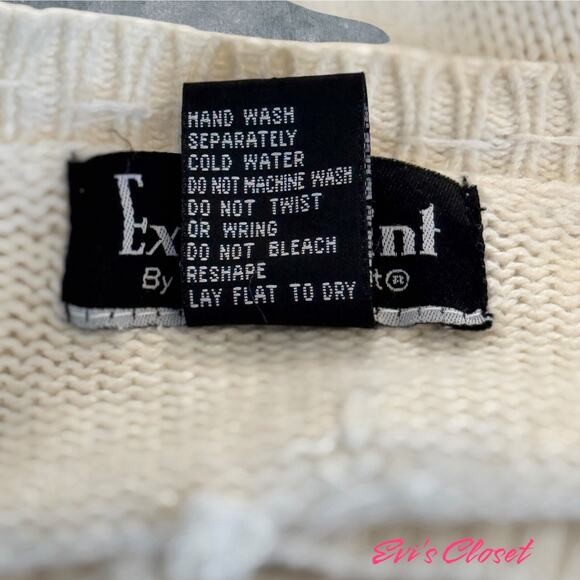 HAND WASH
SEPARATELY
COLD WATER
DO NOT MACHINE WASH
DO NOT TWIST
OR WRING
DO NOT BLEACH
RESHAPE
LAY FLAT TO DRY
By
Evi's Closet